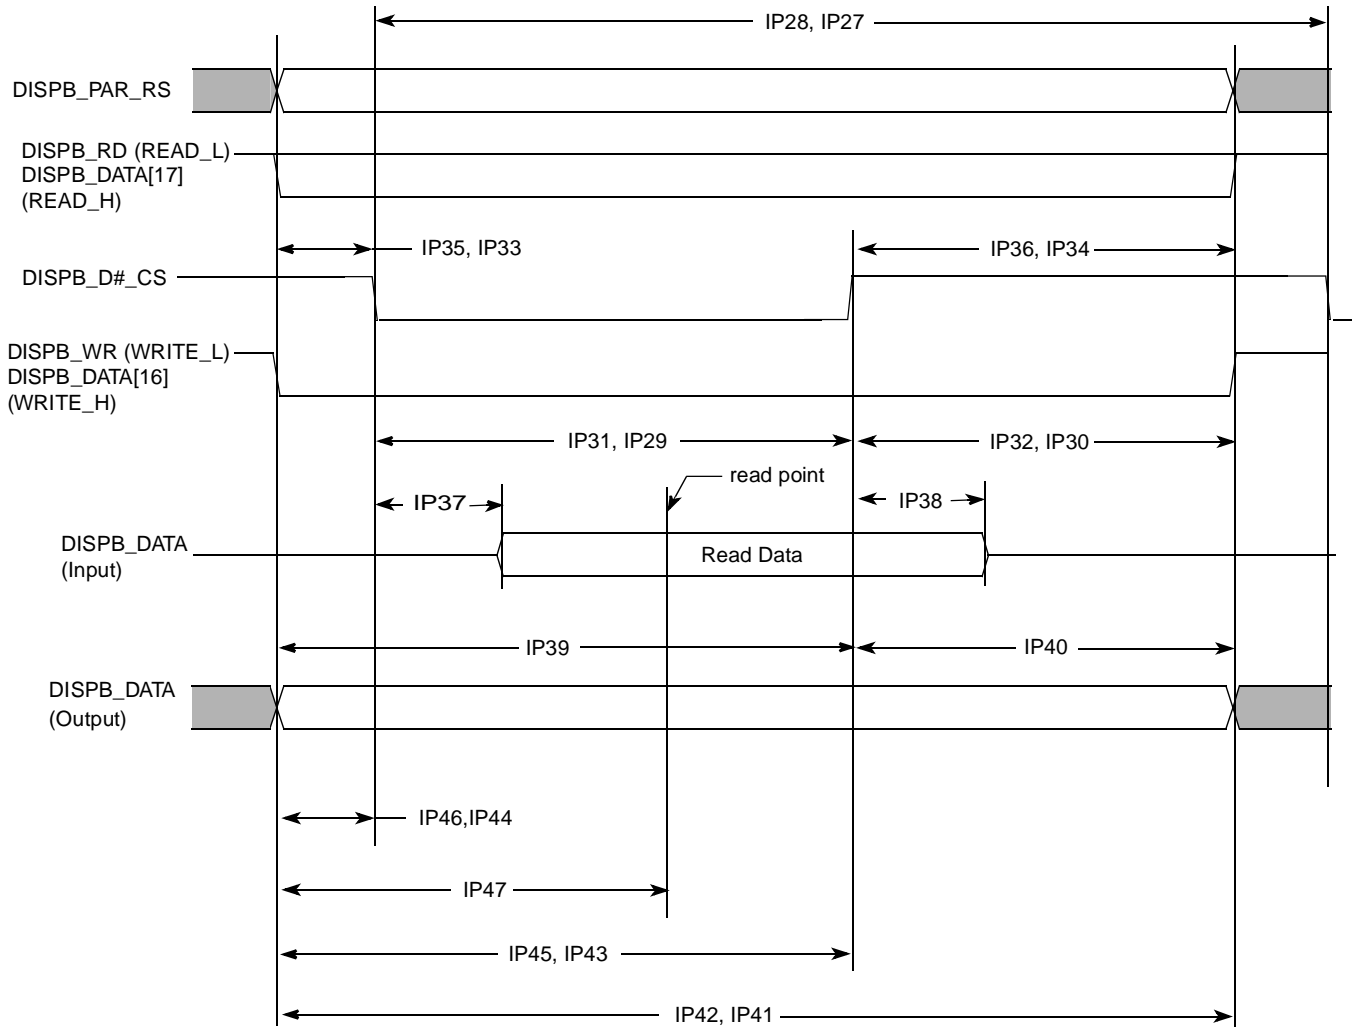 IP28, IP27
DISPB_PAR_RS
DISPB_RD (READ_L)
DISPB_DATA[17]
(READ_H)
IP35, IP33
IP36, IP34
DISPB_D#_CS
DISPB_WR (WRITE_L)
DISPB_DATA[16]
(WRITE_H)
IP31, IP29
IP32, IP30
read point
IP37
IP38
DISPB_DATA
(Input)
Read Data
IP39
IP40
DISPB_DATA
(Output)
IP46,IP44
IP47
IP45, IP43
IP42, IP41